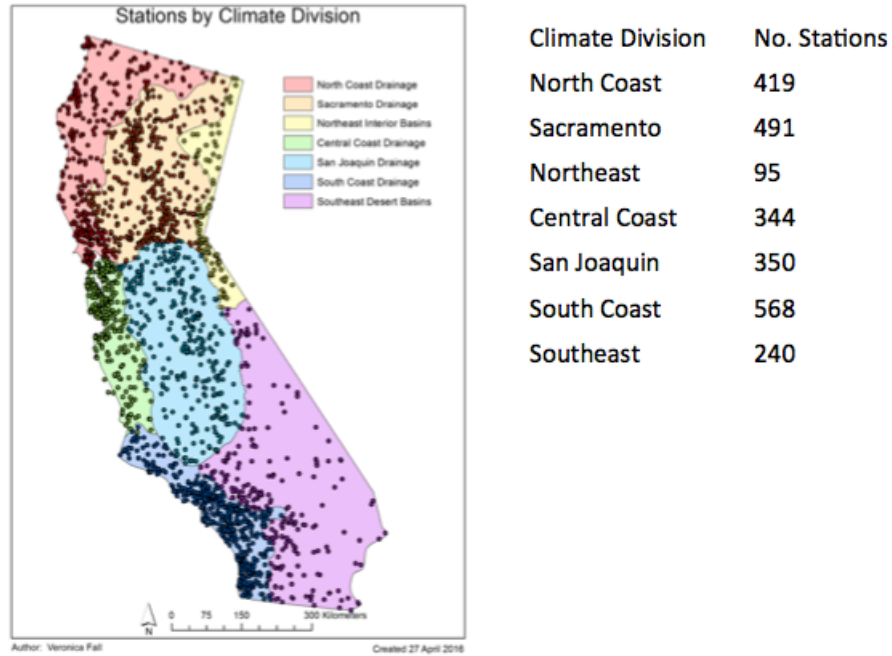 Stations by Climate Division
North Coast Drainage
Sacramento Drainage
Northeast Interior Basins
Central Coast Drainage
San Joaquin Drainage
South Coast Drainage
Southeast Desert Basins
N
0 75 150 300 Kilometers
Author: Veronica Fall Created 27 April 2016
Climate Division No. Stations
North Coast 419
Sacramento 491
Northeast 95
Central Coast 344
San Joaquin 350
South Coast 568
Southeast 240